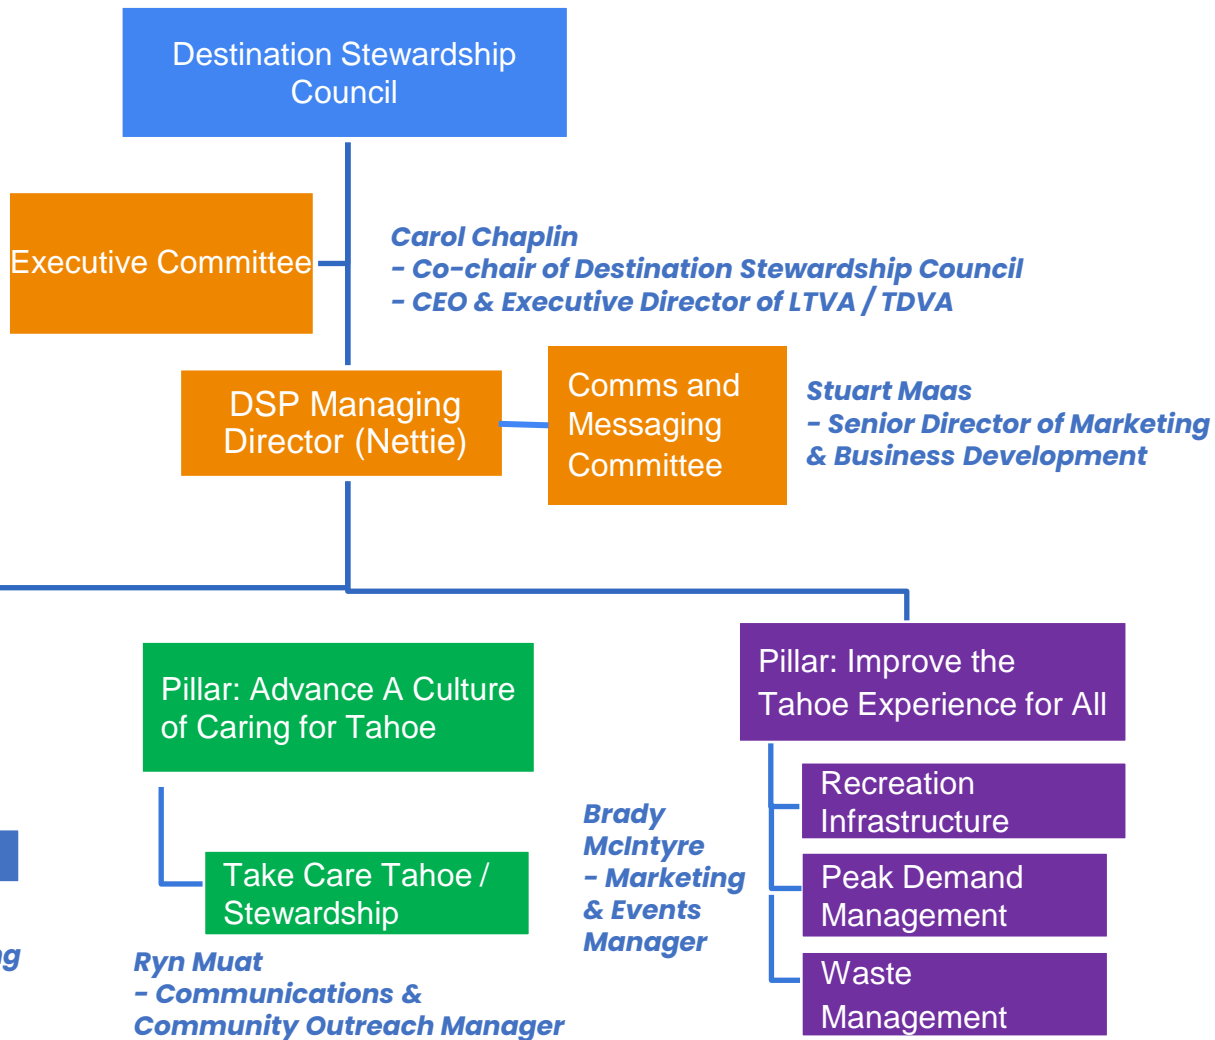 Destination Stewardship
Council
Executive Committee
Carol Chaplin
- Co-chair of Destination Stewardship Council
- CEO & Executive Director of LTVA / TDVA
DSP Managing
Director (Nettie)
Comms and
Messaging
Committee
Stuart Maas
- Senior Director of Marketing
& Business Development
Pillar: Advance A Culture
of Caring for Tahoe
Take Care Tahoe /
Stewardship
Ryn Muat
- Communications &
Community Outreach Manager
Pillar: Improve the
Tahoe Experience for All
Brady
McIntyre
- Marketing
& Events
Manager
Recreation
Infrastructure
Peak Demand
Management
Waste
Management